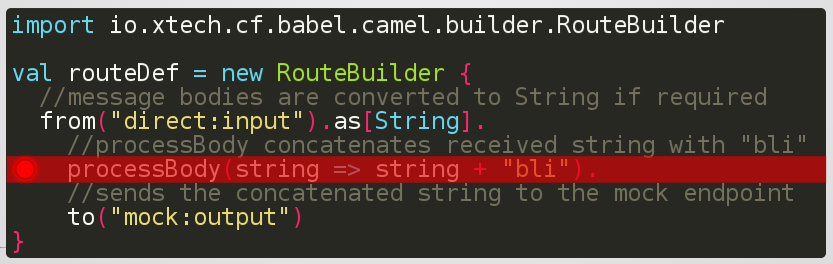 import io.xtech.cf.babel.camel.builder.RouteBuilder
val routeDef = new RouteBuilder {
//message bodies are converted to String if required
from("direct:input").as[String].
//processBody concatenates received string with "bli"
processBody(string => string + "bli").
//sends the concatenated string to the mock endpoint
to("mock:output")
}